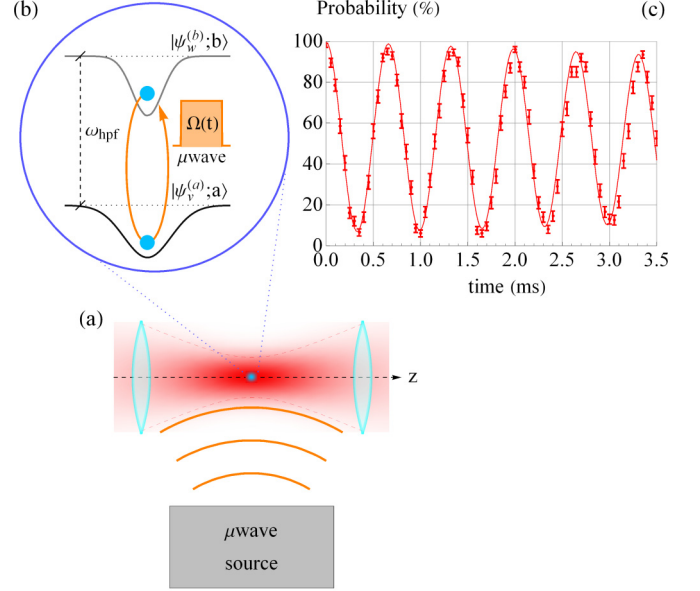 (b)
|ψ_w^(b);b⟩
ω_hpf
Ω(t)
μwave
|ψ_v^(a);a⟩
Probability (%)
(c)
100
80
60
40
20
0
0.0 0.5 1.0 1.5 2.0 2.5 3.0 3.5
time (ms)
(a)
z
μwave
source